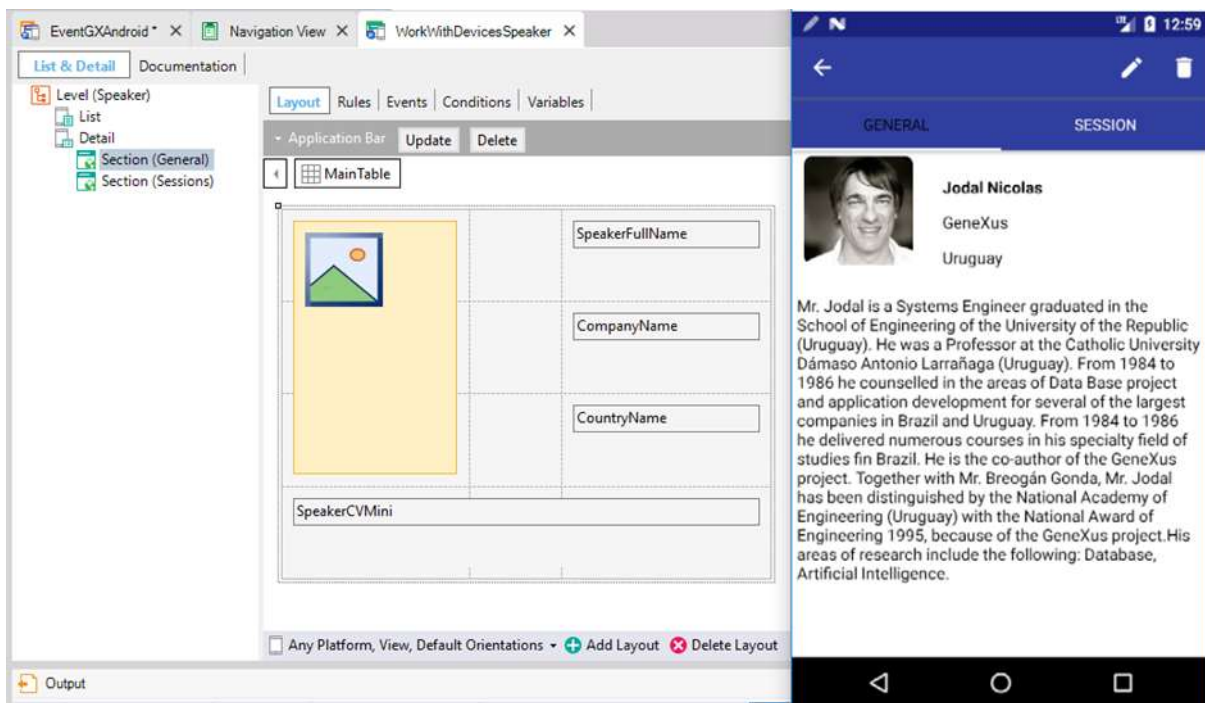 EventGXAndroid * X
Navigation View X
WorkWithDevicesSpeaker X
List & Detail
Documentation
Level (Speaker)
List
Detail
Section (General)
Section (Sessions)
Layout
Rules
Events
Conditions
Variables
Application Bar
Update
Delete
MainTable
SpeakerFullName
CompanyName
CountryName
SpeakerCVMini
Any Platform, View, Default Orientations
Add Layout
Delete Layout
Output
LTE
12:59
GENERAL
SESSION
Jodal Nicolas
GeneXus
Uruguay
Mr. Jodal is a Systems Engineer graduated in the
School of Engineering of the University of the Republic
(Uruguay). He was a Professor at the Catholic University
Dámaso Antonio Larrañaga (Uruguay). From 1984 to
1986 he counselled in the areas of Data Base project
and application development for several of the largest
companies in Brazil and Uruguay. From 1984 to 1986
he delivered numerous courses in his specialty field of
studies fin Brazil. He is the co-author of the GeneXus
project. Together with Mr. Breogán Gonda, Mr. Jodal
has been distinguished by the National Academy of
Engineering (Uruguay) with the National Award of
Engineering 1995, because of the GeneXus project.His
areas of research include the following: Database,
Artificial Intelligence.